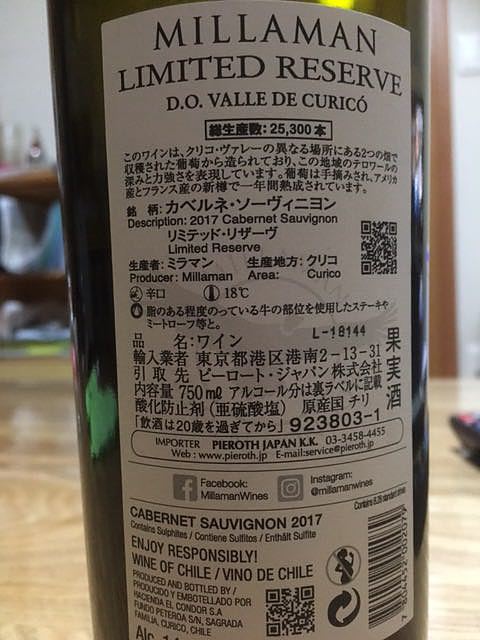 MILLAMAN
LIMITED RESERVE
D.O. VALLE DE CURICÓ
総生産数: 25,300本
このワインは、クリコ・ヴァレーの異なる場所にある2つの畑で
収穫された葡萄から造られており、この地域のテロワールの
深みと力強さを表現しています。葡萄は手摘みされ、アメリカ
産とフランス産の新樽で一年間熟成されています。
銘 柄: カベルネ・ソーヴィニヨン
Description: 2017 Cabernet Sauvignon
リミテッド・リザーヴ
Limited Reserve
生産者: ミラマン 生産地方: クリコ
Producer: Millaman Area: Curico
辛口 18℃
脂のある程度のっている牛の部位を使用したステーキや
ミートローフ等と。
L-18144
品 名:ワイン
果実酒
輸入業者 東京都港区港南2-13-31
引取先 ピーロート・ジャパン株式会社
内容量 750㎖ アルコール分は裏ラベルに記載
酸化防止剤(亜硫酸塩) 原産国 チリ
「飲酒は20歳を過ぎてから」 923803-1
IMPORTER PIEROTH JAPAN K.K. 03-3458-4455
Web : www.pieroth.jp E-mail:service@pieroth.jp
Facebook: MillamanWines
Instagram: @millamanwines
CABERNET SAUVIGNON 2017
Contains Sulphites / Contiene Sulfitos / Enthält Sulfite
ENJOY RESPONSIBLY!
WINE OF CHILE / VINO DE CHILE
PRODUCED AND BOTTLED BY /
PRODUCIDO Y EMBOTELLADO POR
HACIENDA EL CONDOR S.A
FUNDO PETEROA S/N, SAGRADA
FAMILIA, CURICO, CHILE
Alc.